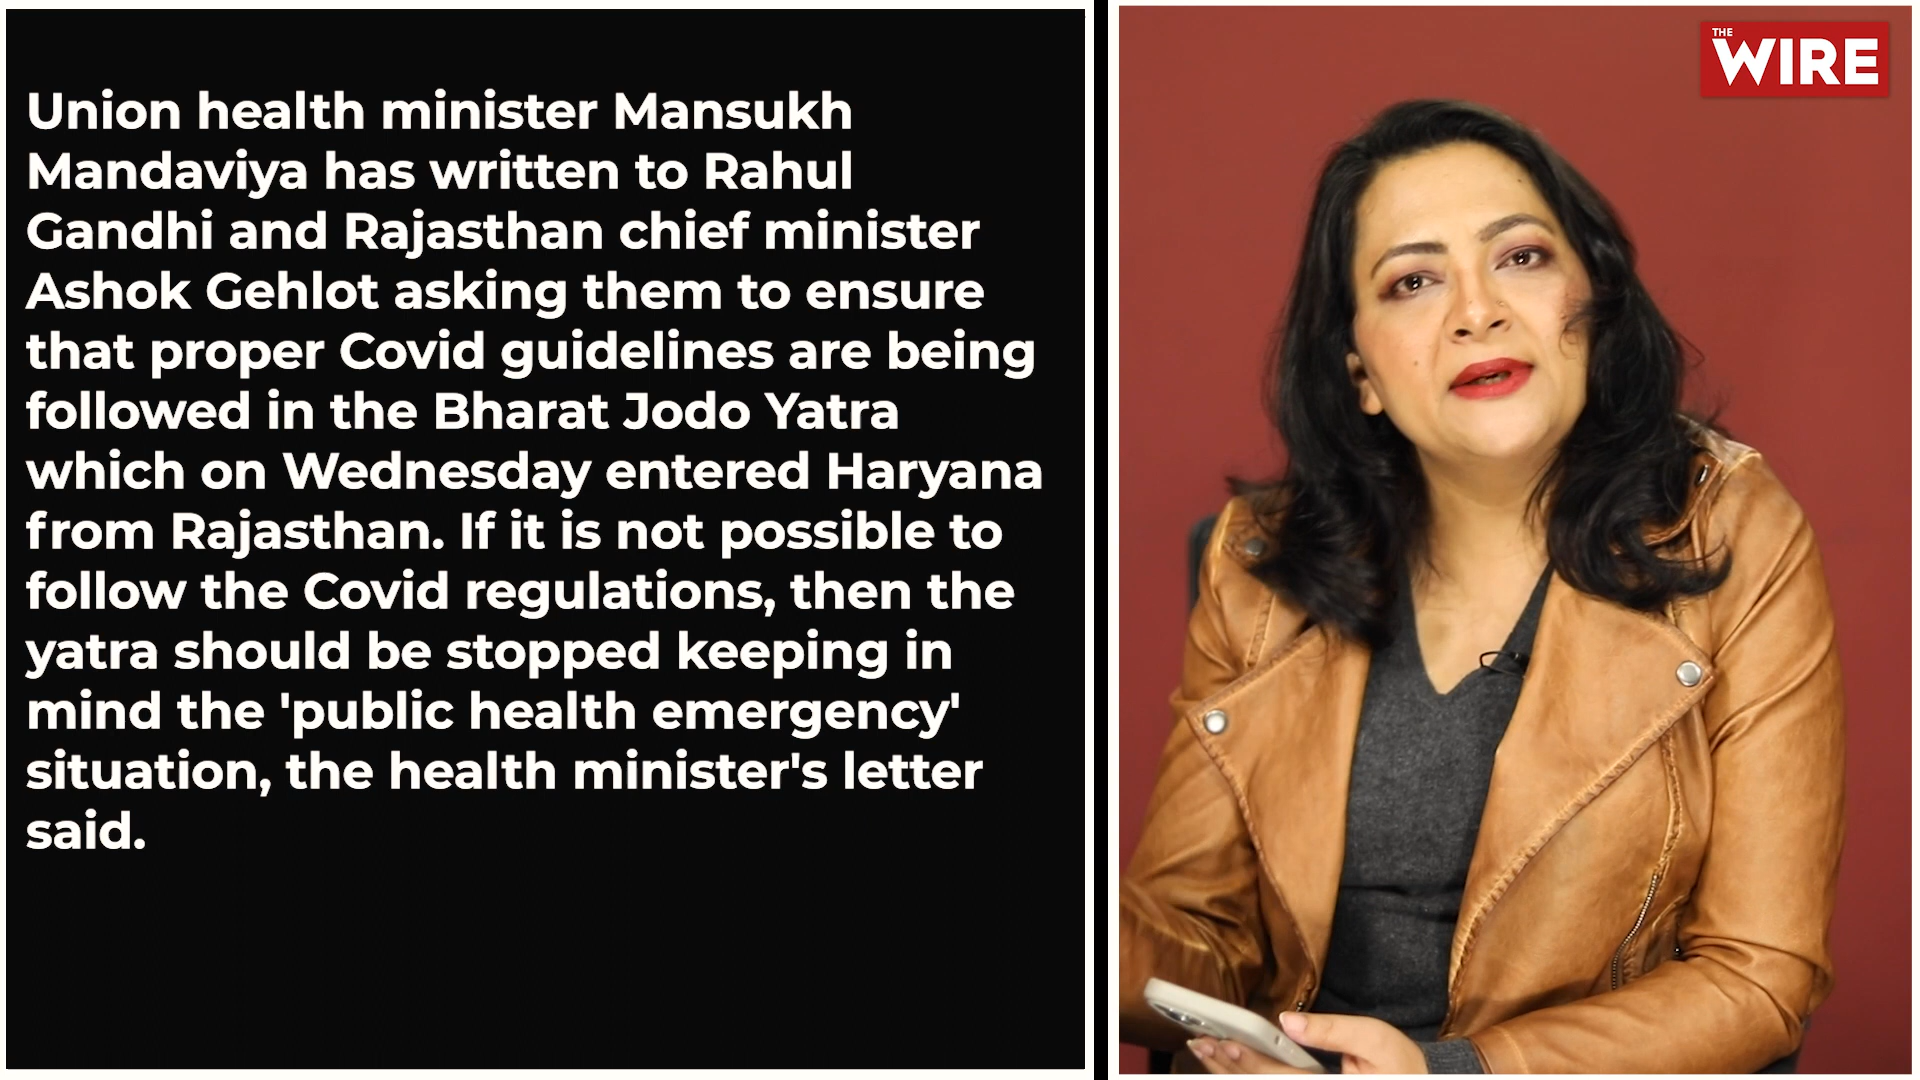 Union health minister Mansukh
Mandaviya has written to Rahul
Gandhi and Rajasthan chief minister
Ashok Gehlot asking them to ensure
that proper Covid guidelines are being
followed in the Bharat Jodo Yatra
which on Wednesday entered Haryana
from Rajasthan. If it is not possible to
follow the Covid regulations, then the
yatra should be stopped keeping in
mind the 'public health emergency'
situation, the health minister's letter
said.
THE
WIRE